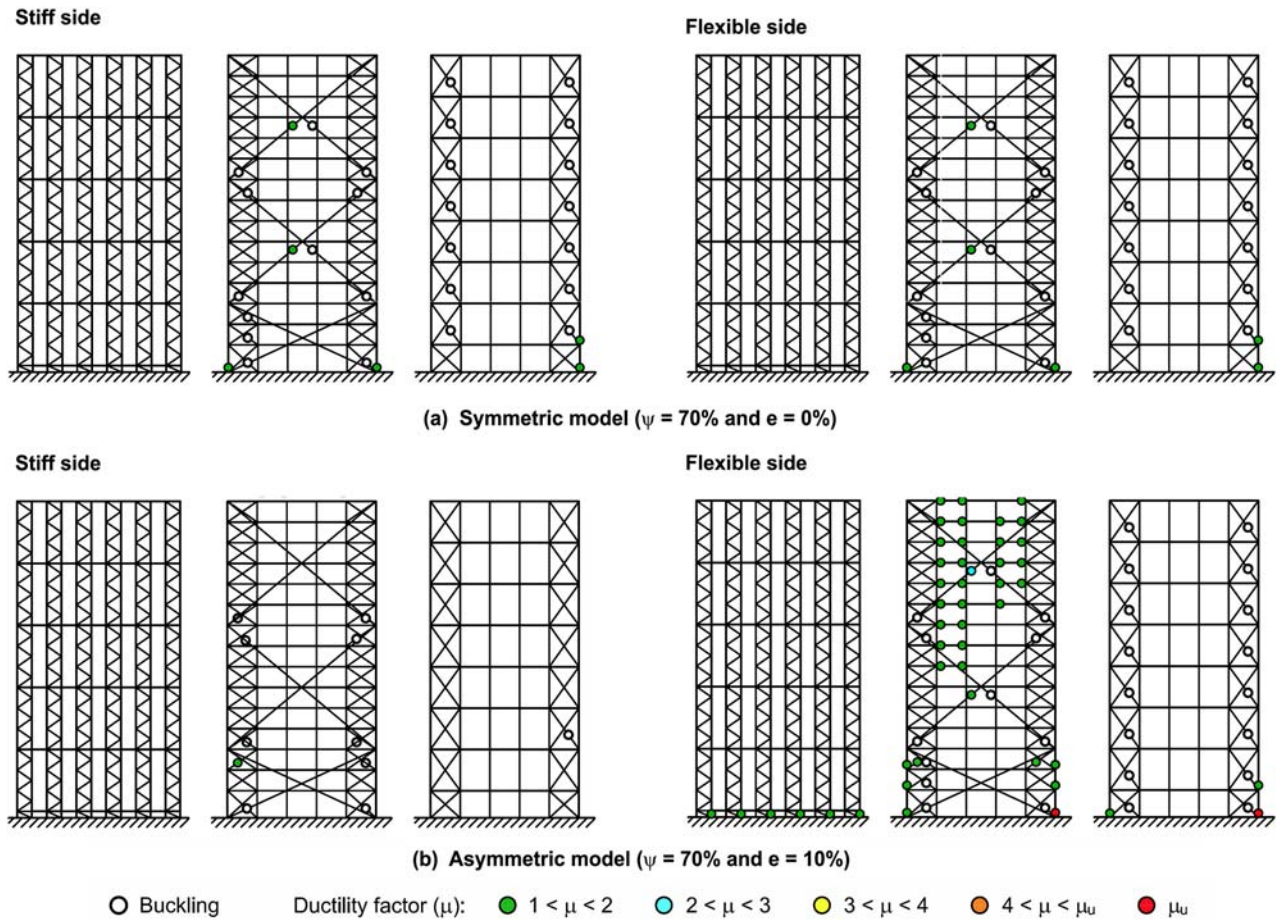 Stiff side
Flexible side
(a) Symmetric model (ψ = 70% and e = 0%)
Stiff side
Flexible side
(b) Asymmetric model (ψ = 70% and e = 10%)
Buckling Ductility factor (μ): 1 < μ < 2 2 < μ < 3 3 < μ < 4 4 < μ < μᵤ μᵤ